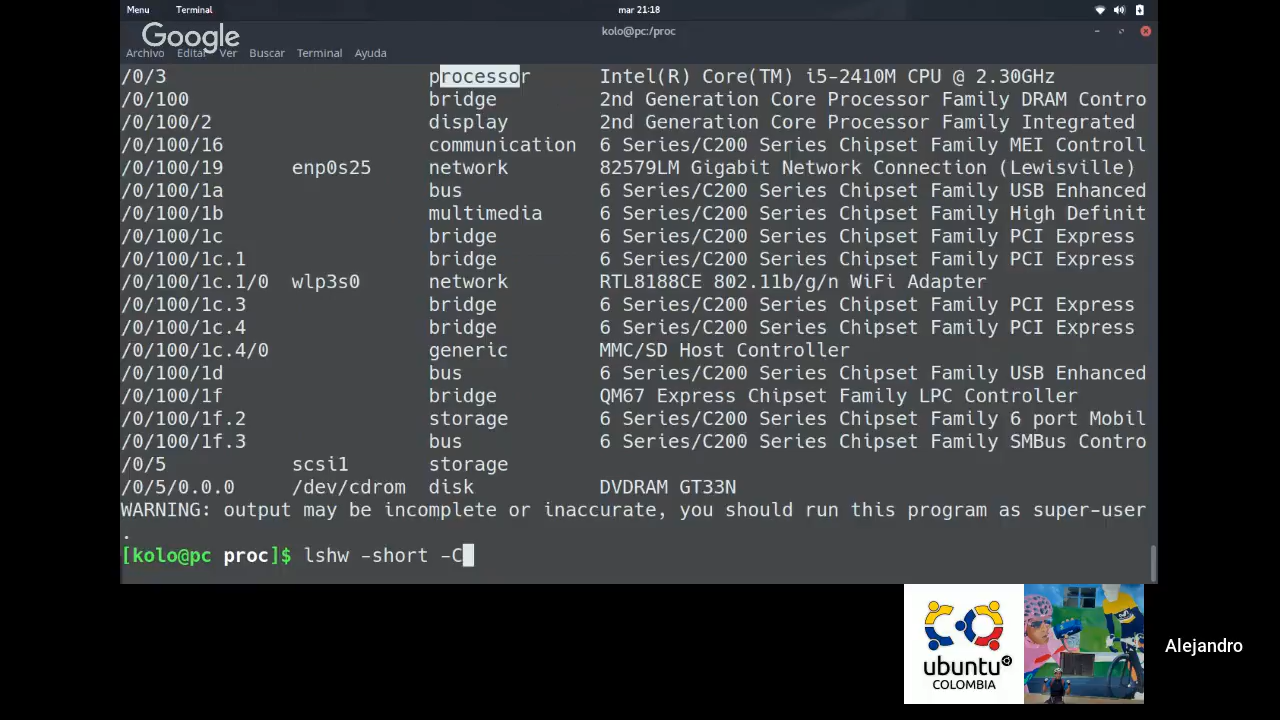 Menu Terminal mar 21:18
Google
kolo@pc:/proc
Archivo Editar Ver Buscar Terminal Ayuda
/0/3 processor Intel(R) Core(TM) i5-2410M CPU @ 2.30GHz
/0/100 bridge 2nd Generation Core Processor Family DRAM Contro
/0/100/2 display 2nd Generation Core Processor Family Integrated
/0/100/16 communication 6 Series/C200 Series Chipset Family MEI Controll
/0/100/19 enp0s25 network 82579LM Gigabit Network Connection (Lewisville)
/0/100/1a bus 6 Series/C200 Series Chipset Family USB Enhanced
/0/100/1b multimedia 6 Series/C200 Series Chipset Family High Definit
/0/100/1c bridge 6 Series/C200 Series Chipset Family PCI Express
/0/100/1c.1 bridge 6 Series/C200 Series Chipset Family PCI Express
/0/100/1c.1/0 wlp3s0 network RTL8188CE 802.11b/g/n WiFi Adapter
/0/100/1c.3 bridge 6 Series/C200 Series Chipset Family PCI Express
/0/100/1c.4 bridge 6 Series/C200 Series Chipset Family PCI Express
/0/100/1c.4/0 generic MMC/SD Host Controller
/0/100/1d bus 6 Series/C200 Series Chipset Family USB Enhanced
/0/100/1f bridge QM67 Express Chipset Family LPC Controller
/0/100/1f.2 storage 6 Series/C200 Series Chipset Family 6 port Mobil
/0/100/1f.3 bus 6 Series/C200 Series Chipset Family SMBus Contro
/0/5 scsi1 storage
/0/5/0.0.0 /dev/cdrom disk DVDRAM GT33N
WARNING: output may be incomplete or inaccurate, you should run this program as super-user
.
[kolo@pc proc]$ lshw -short -C
ubuntu
COLOMBIA
Alejandro